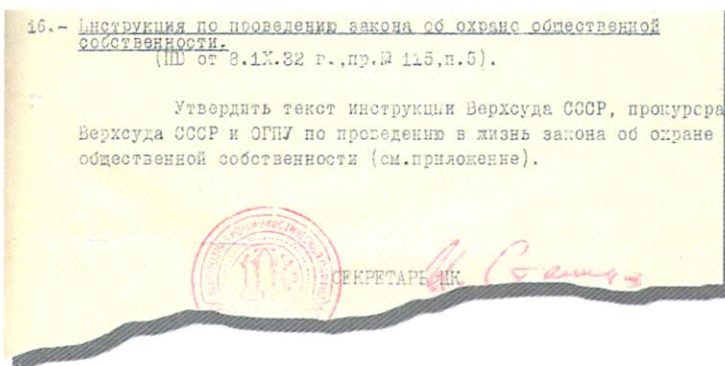 16.- Инструкция по проведению закона об охране общественной
собственности.
(ПБ от 8.IX.32 г.,пр.№ 115,п.5).
Утвердить текст инструкции Верхсуда СССР, прокурора
Верхсуда СССР и ОГПУ по проведению в жизнь закона об охране
общественной собственности (см.приложение).
СЕКРЕТАРЬ ЦК И Сталин